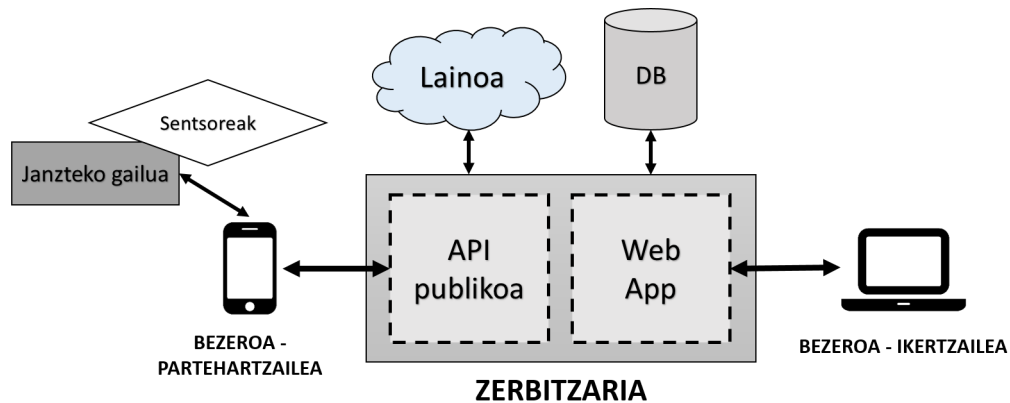 Lainoa
DB
Sentsoreak
Janzteko gailua
API
publikoa
Web
App
BEZEROA -
PARTEHARTZAILEA
BEZEROA - IKERTZAILEA
ZERBITZARIA